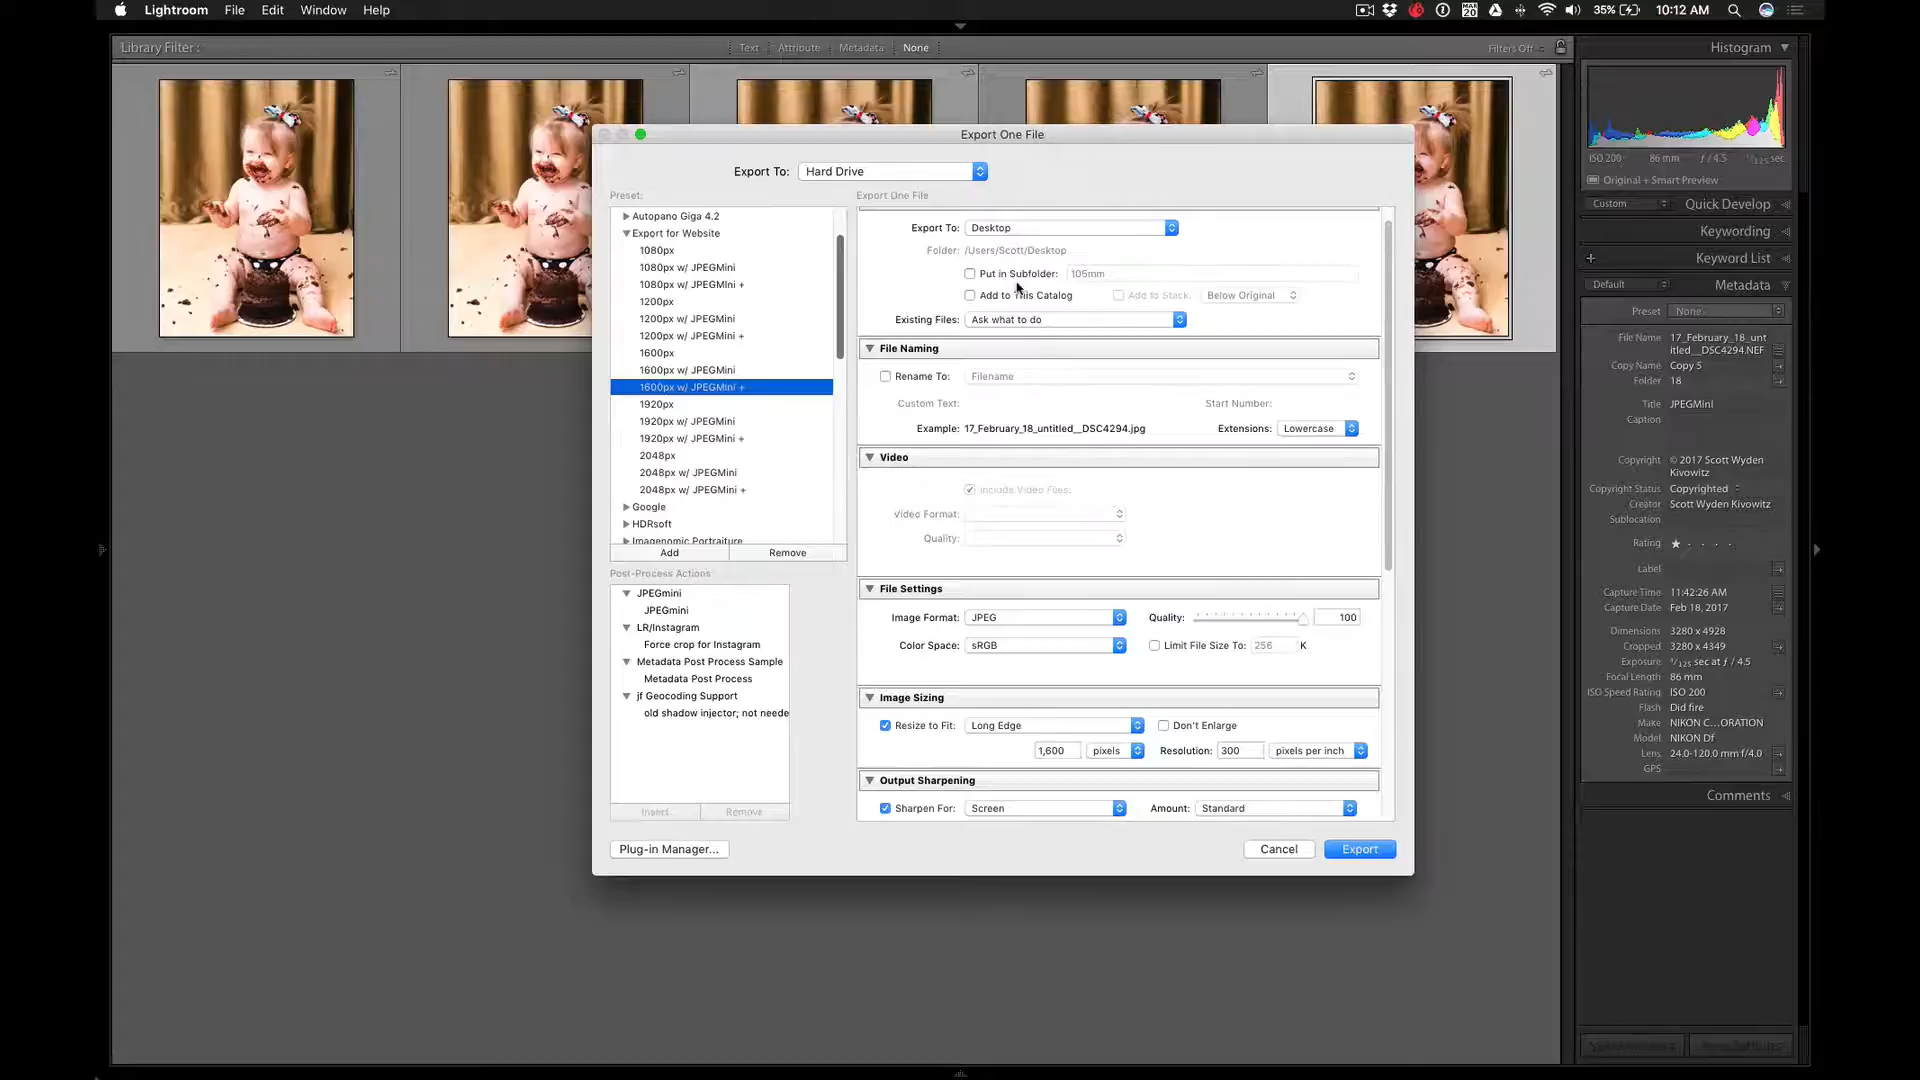 Lightroom File Edit Window Help
MAR 20 35% 10:12 AM
Library Filter: Text Attribute Metadata None Filters Off
Export One File
Export To: Hard Drive
Preset:
Autopano Giga 4.2
Export for Website
1080px
1080px w/ JPEGMini
1080px w/ JPEGMIni +
1200px
1200px w/ JPEGMini
1200px w/ JPEGMini +
1600px
1600px w/ JPEGMini
1600px w/ JPEGMini +
1920px
1920px w/ JPEGMini
1920px w/ JPEGMini +
2048px
2048px w/ JPEGMini
2048px w/ JPEGMini +
Google
HDRsoft
Imagenomic Portraiture
Add Remove
Post-Process Actions
JPEGmini
JPEGmini
LR/Instagram
Force crop for Instagram
Metadata Post Process Sample
Metadata Post Process
jf Geocoding Support
old shadow injector; not neede
Insert Remove
Plug-in Manager...
Export One File
Export To: Desktop
Folder: /Users/Scott/Desktop
Put in Subfolder: 105mm
Add to This Catalog Add to Stack: Below Original
Existing Files: Ask what to do
File Naming
Rename To: Filename
Custom Text: Start Number:
Example: 17_February_18_untitled__DSC4294.jpg Extensions: Lowercase
Video
Include Video Files:
Video Format:
Quality:
File Settings
Image Format: JPEG Quality: 100
Color Space: sRGB Limit File Size To: 256 K
Image Sizing
Resize to Fit: Long Edge Don't Enlarge
1,600 pixels Resolution: 300 pixels per inch
Output Sharpening
Sharpen For: Screen Amount: Standard
Cancel Export
Histogram
ISO 200 86 mm ƒ / 4.5 1/125 sec
Original + Smart Preview
Custom Quick Develop
Keywording
Keyword List
Default Metadata
Preset None
File Name 17_February_18_unt
itled__DSC4294.NEF
Copy Name Copy 5
Folder 18
Title JPEGMinI
Caption
Copyright © 2017 Scott Wyden
Kivowitz
Copyright Status Copyrighted
Creator Scott Wyden Kivowitz
Sublocation
Rating
Label
Capture Time 11:42:26 AM
Capture Date Feb 18, 2017
Dimensions 3280 x 4928
Cropped 3280 x 4349
Exposure 1/125 sec at ƒ / 4.5
Focal Length 86 mm
ISO Speed Rating ISO 200
Flash Did fire
Make NIKON C...ORATION
Model NIKON Df
Lens 24.0-120.0 mm f/4.0
GPS
Comments